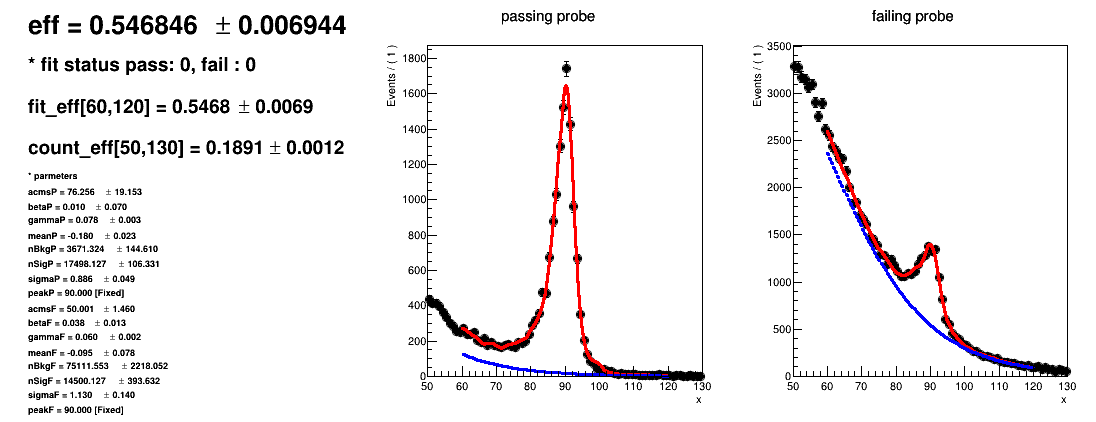 eff = 0.546846 ± 0.006944
* fit status pass: 0, fail : 0
fit_eff[60,120] = 0.5468 ± 0.0069
count_eff[50,130] = 0.1891 ± 0.0012
* parmeters
acmsP = 76.256 ± 19.153
betaP = 0.010 ± 0.070
gammaP = 0.078 ± 0.003
meanP = -0.180 ± 0.023
nBkgP = 3671.324 ± 144.610
nSigP = 17498.127 ± 106.331
sigmaP = 0.886 ± 0.049
peakP = 90.000 [Fixed]
acmsF = 50.001 ± 1.460
betaF = 0.038 ± 0.013
gammaF = 0.060 ± 0.002
meanF = -0.095 ± 0.078
nBkgF = 75111.553 ± 2218.052
nSigF = 14500.127 ± 393.632
sigmaF = 1.130 ± 0.140
peakF = 90.000 [Fixed]
passing probe
Events / ( 1 )
1800
1600
1400
1200
1000
800
600
400
200
0
50 60 70 80 90 100 110 120 130
x
failing probe
Events / ( 1 )
3500
3000
2500
2000
1500
1000
500
0
50 60 70 80 90 100 110 120 130
x